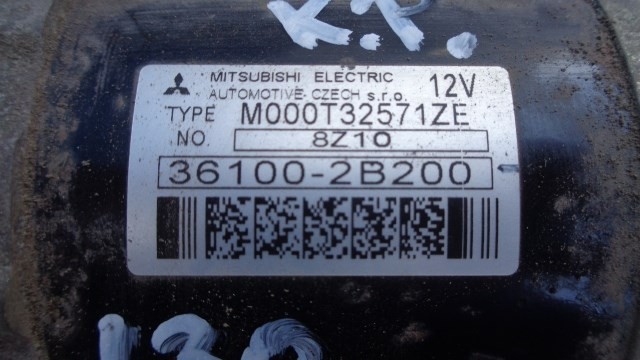 К.П.
MITSUBISHI ELECTRIC 12V
AUTOMOTIVE CZECH s.r.o.
TYPE M000T32571ZE
NO. 8Z10
36100-2B200